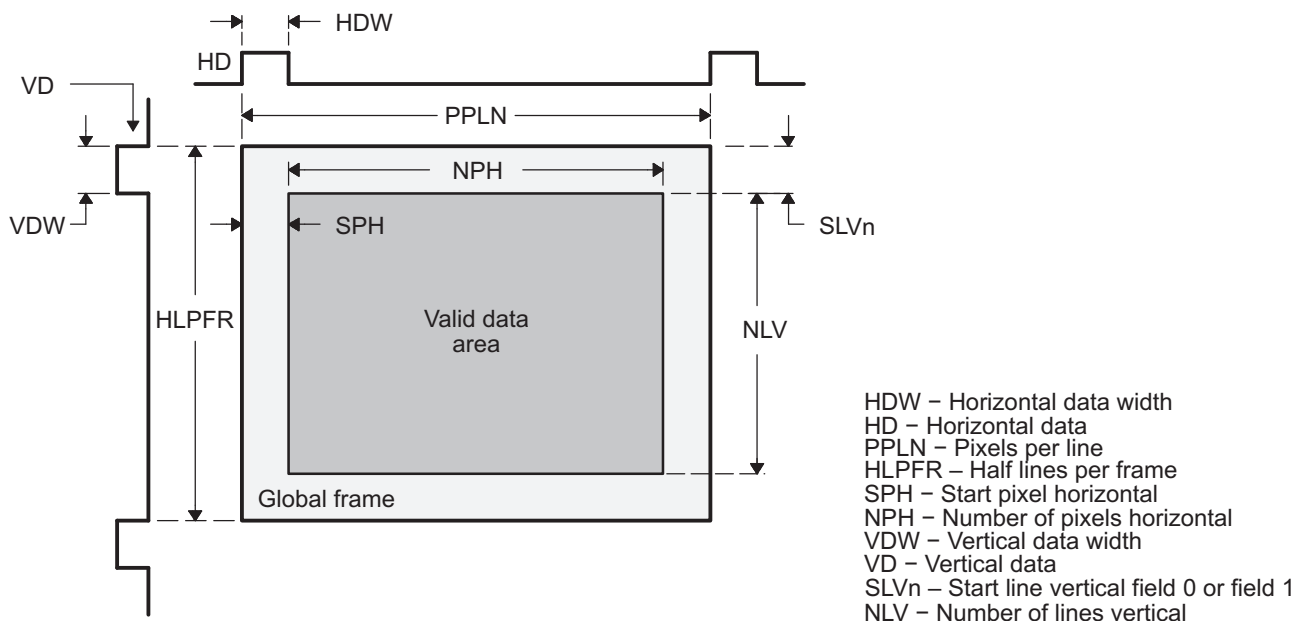 HDW
HD
VD
PPLN
NPH
VDW
SPH
SLVn
HLPFR
Valid data
area
NLV
Global frame
HDW − Horizontal data width
HD − Horizontal data
PPLN − Pixels per line
HLPFR – Half lines per frame
SPH − Start pixel horizontal
NPH − Number of pixels horizontal
VDW − Vertical data width
VD − Vertical data
SLVn – Start line vertical field 0 or field 1
NLV − Number of lines vertical